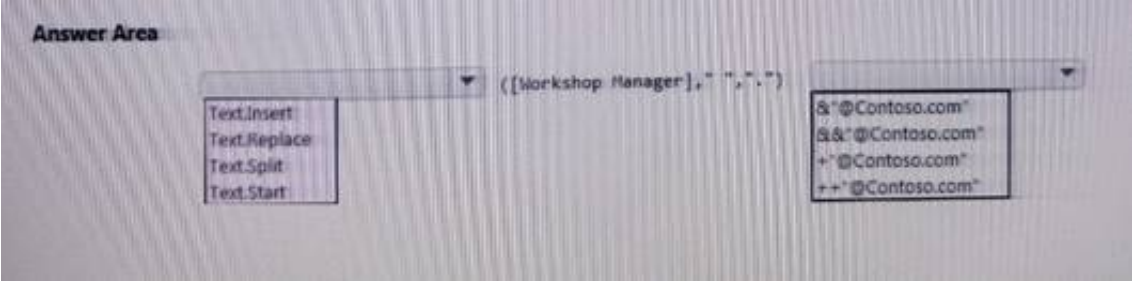 Answer Area
([Workshop Manager]," ",".")
Text.Insert
Text.Replace
Text.Split
Text.Start
&"@Contoso.com"
&&"@Contoso.com"
+"@Contoso.com"
++"@Contoso.com"